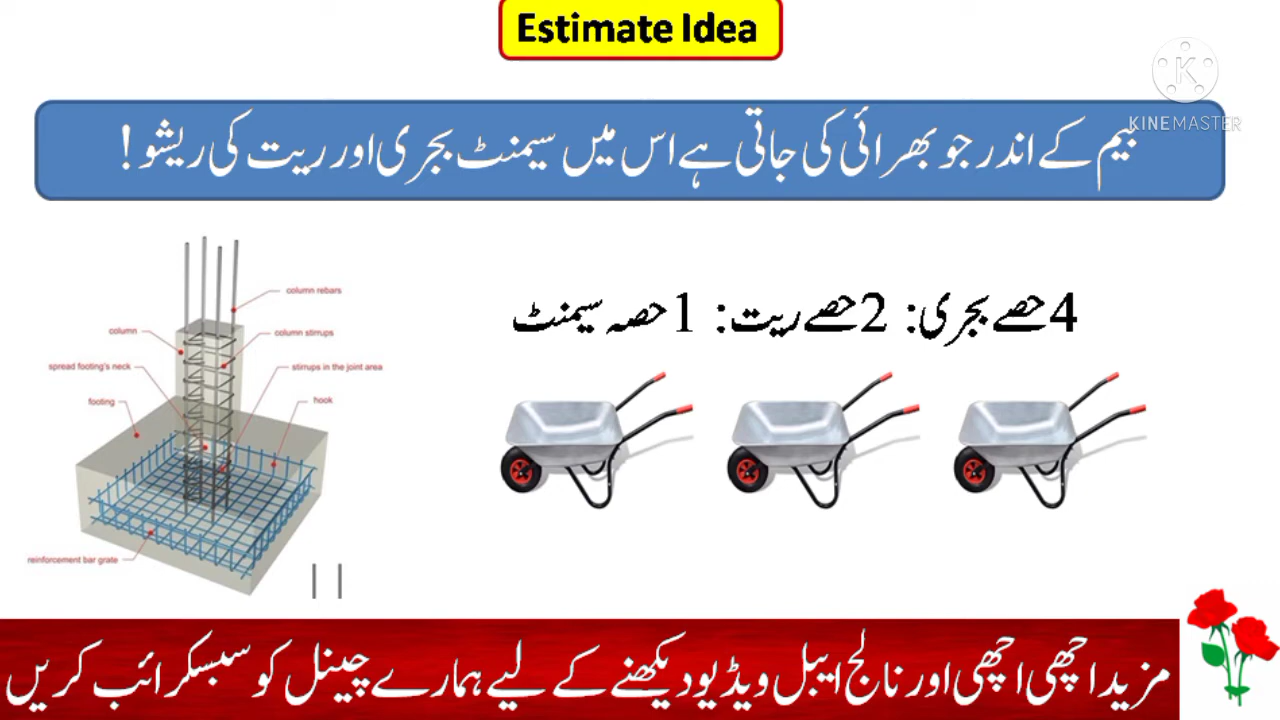 Estimate Idea
KINEMASTER
بیم کے اندر جو بھرائی کی جاتی ہے اس میں سیمنٹ بجری اور ریت کی ریشو!
column rebars
column
column stirrups
spread footing's neck
stirrups in the joint area
footing
hook
reinforcement bar grate
4 حصے بجری: 2 حصے ریت: 1 حصہ سیمنٹ
مزید اچھی اچھی اور نالج ایبل ویڈیو دیکھنے کے لیے ہمارے چینل کو سبسکرائب کریں